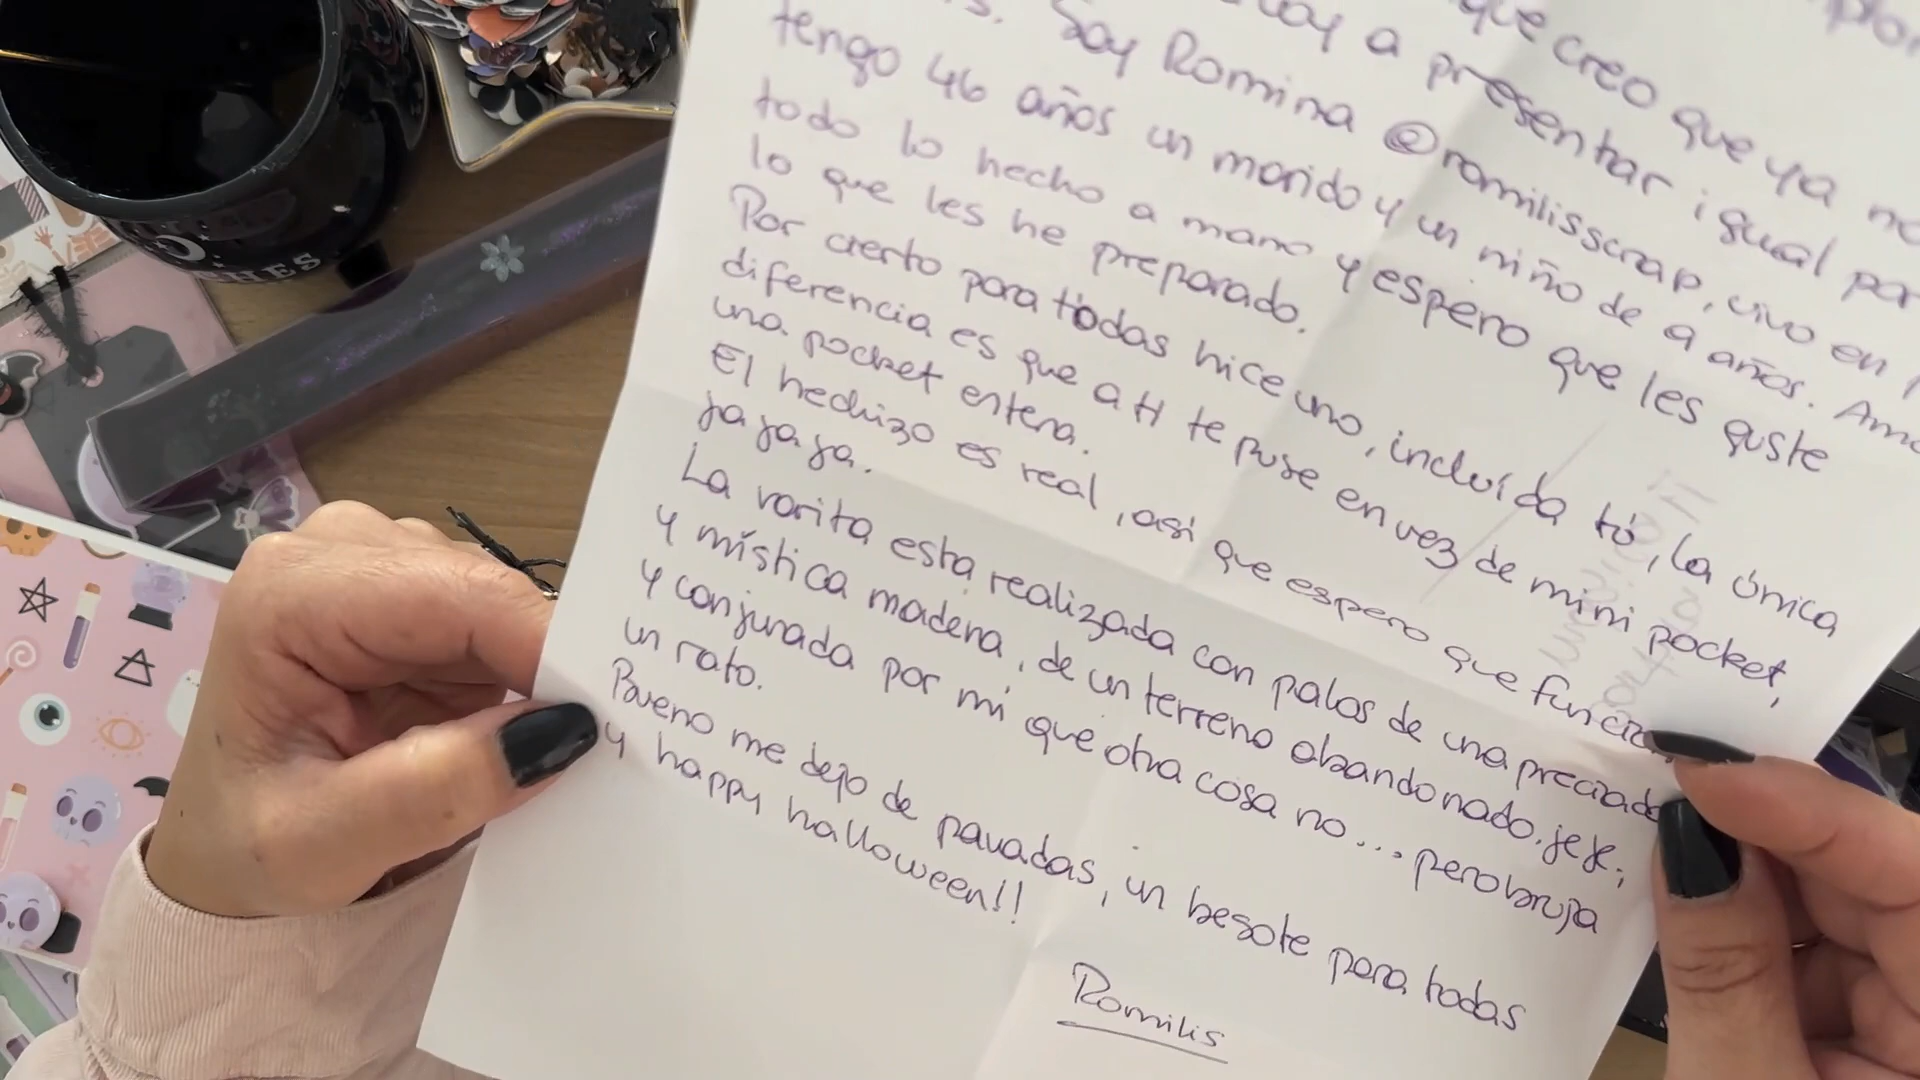 que creo que ya
voy a presentar igual por
Soy Romina @romilisscrap, vivo en
tengo 46 años un marido y un niño de 9 años. Amo
todo lo hecho a mano y espero que les guste
lo que les he preparado.
Por cierto para todas hice uno, incluída tú, la única
diferencia es que a ti te puse en vez de mini pocket,
una pocket entera.
El hechizo es real, así que espero que
jajaja.
La varita esta realizada con palos de una preciada
y mística madera, de un terreno abandonado, jeje;
y conjurada por mi que otra cosa no... pero bruja
un rato.
Bueno me dejo de pavadas, un besote para todas
y happy halloween!!
Romilis